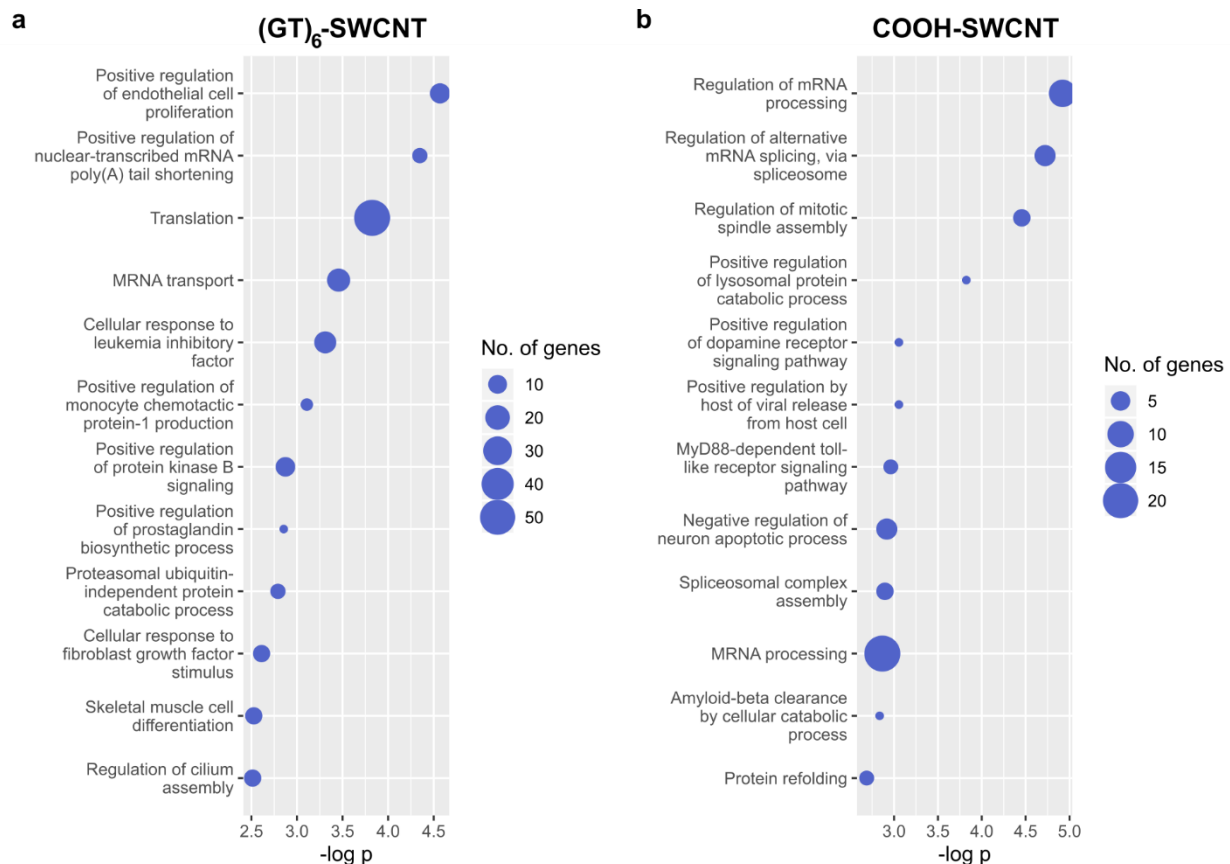 a
(GT)6-SWCNT
Positive regulation
of endothelial cell
proliferation
Positive regulation of
nuclear-transcribed mRNA
poly(A) tail shortening
Translation
MRNA transport
Cellular response to
leukemia inhibitory
factor
Positive regulation of
monocyte chemotactic
protein-1 production
Positive regulation
of protein kinase B
signaling
Positive regulation
of prostaglandin
biosynthetic process
Proteasomal ubiquitin-
independent protein
catabolic process
Cellular response to
fibroblast growth factor
stimulus
Skeletal muscle cell
differentiation
Regulation of cilium
assembly
2.5 3.0 3.5 4.0 4.5
-log p
No. of genes
10
20
30
40
50
b
COOH-SWCNT
Regulation of mRNA
processing
Regulation of alternative
mRNA splicing, via
spliceosome
Regulation of mitotic
spindle assembly
Positive regulation
of lysosomal protein
catabolic process
Positive regulation
of dopamine receptor
signaling pathway
Positive regulation by
host of viral release
from host cell
MyD88-dependent toll-
like receptor signaling
pathway
Negative regulation of
neuron apoptotic process
Spliceosomal complex
assembly
MRNA processing
Amyloid-beta clearance
by cellular catabolic
process
Protein refolding
3.0 3.5 4.0 4.5 5.0
-log p
No. of genes
5
10
15
20